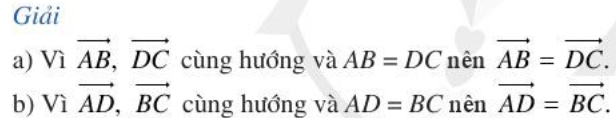 Giải
a) Vì $\overrightarrow{AB}$, $\overrightarrow{DC}$ cùng hướng và AB = DC nên $\overrightarrow{AB}$ = $\overrightarrow{DC}$.
b) Vì $\overrightarrow{AD}$, $\overrightarrow{BC}$ cùng hướng và AD = BC nên $\overrightarrow{AD}$ = $\overrightarrow{BC}$.